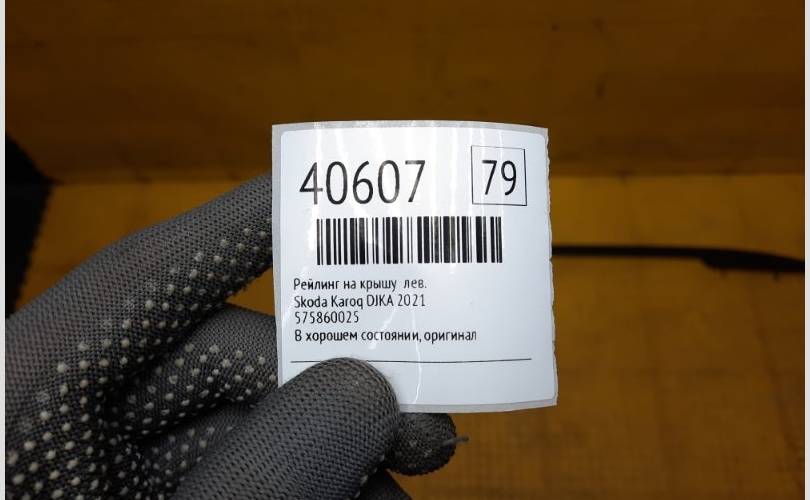 40607 79
Рейлинг на крышу лев.
Skoda Karoq DJKA 2021
575860025
В хорошем состоянии, оригинал